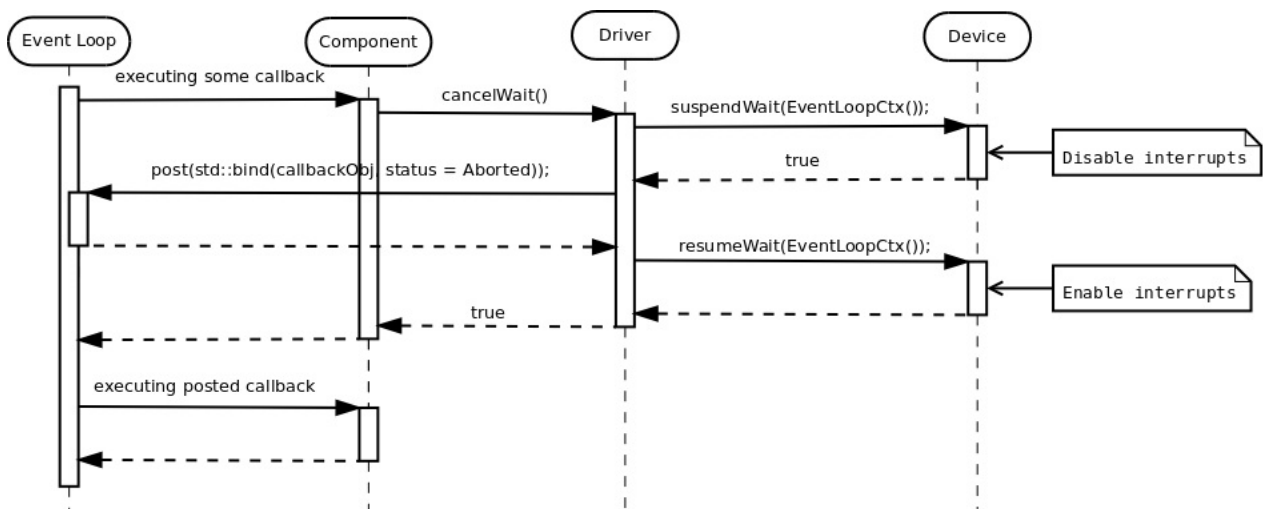 Event Loop
Component
Driver
Device
executing some callback
cancelWait()
suspendWait(EventLoopCtx());
Disable interrupts
true
post(std::bind(callbackObj, status = Aborted));
resumeWait(EventLoopCtx());
Enable interrupts
true
executing posted callback